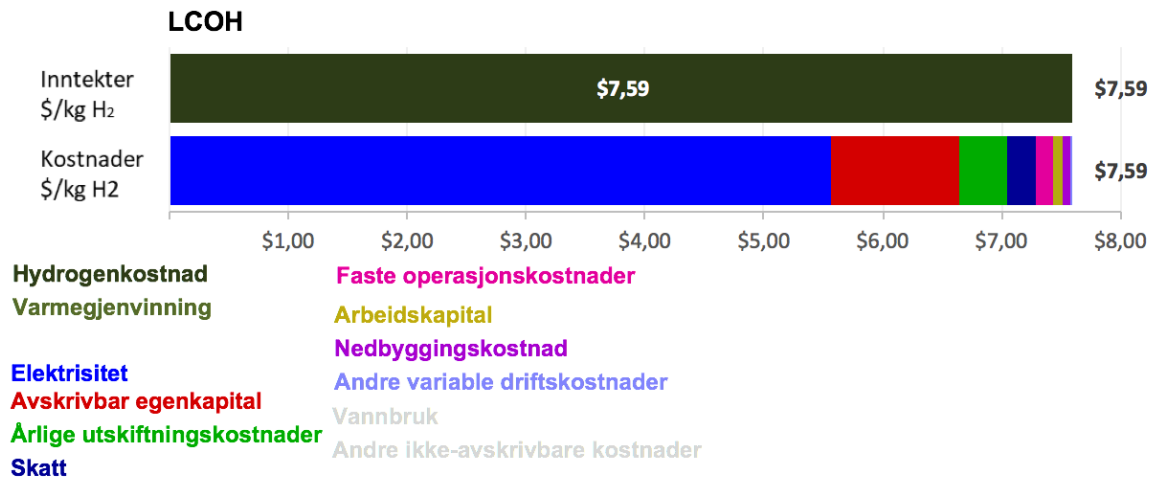 LCOH
Inntekter
$/kg H₂
$7,59
$7,59
Kostnader
$/kg H2
$7,59
$1,00 $2,00 $3,00 $4,00 $5,00 $6,00 $7,00 $8,00
Hydrogenkostnad
Varmegjenvinning
Elektrisitet
Avskrivbar egenkapital
Årlige utskiftningskostnader
Skatt
Faste operasjonskostnader
Arbeidskapital
Nedbyggingskostnad
Andre variable driftskostnader
Vannbruk
Andre ikke-avskrivbare kostnader